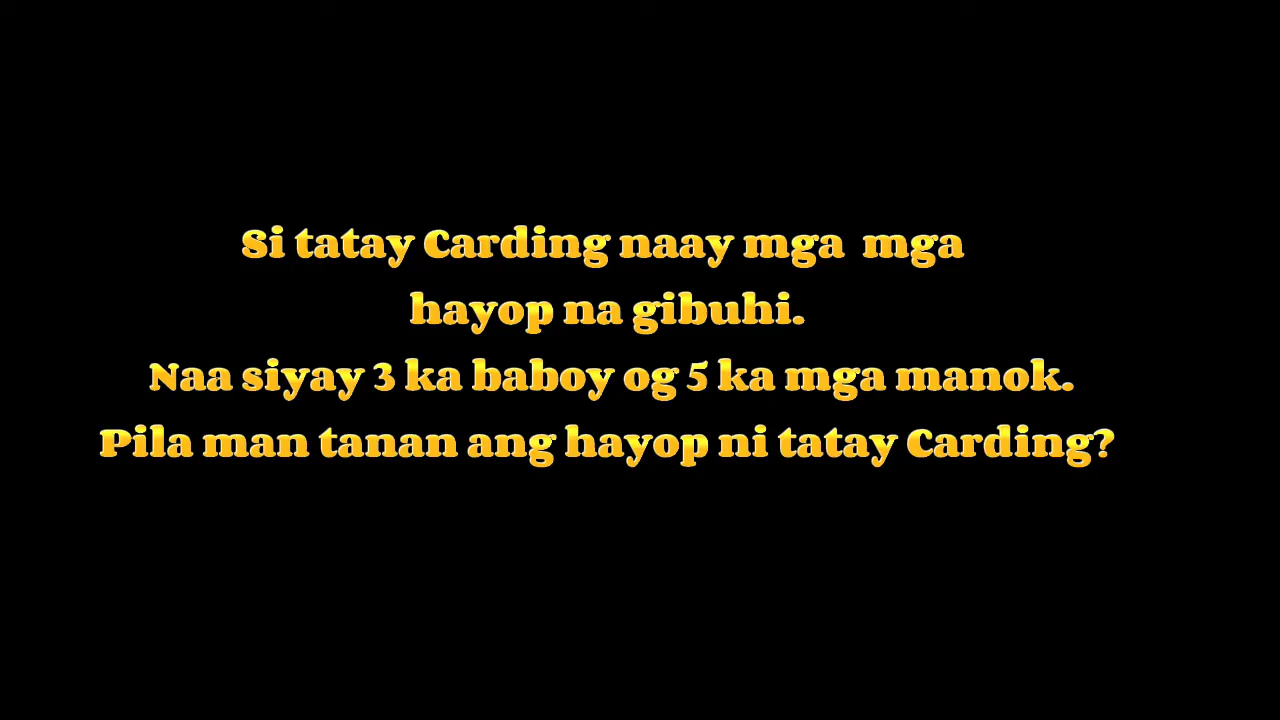 Si tatay Carding naay mga  mga
hayop na gibuhi.
Naa siyay 3 ka baboy og 5 ka mga manok.
Pila man tanan ang hayop ni tatay Carding?